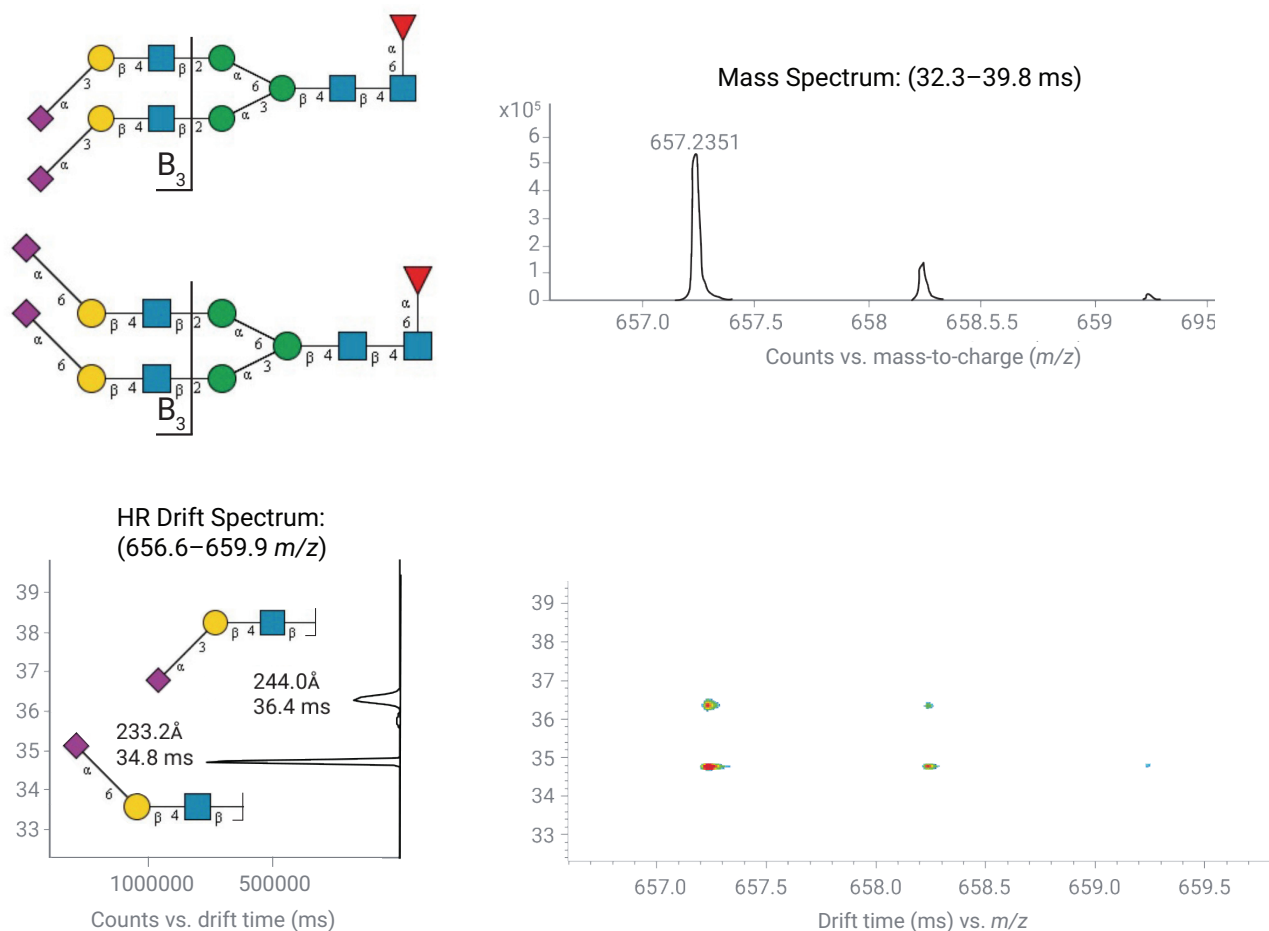 α
6
β 4 β 2 α
3 6
α β 4 β 4
3
β 4 β 2 α
3
α
B3
Mass Spectrum: (32.3–39.8 ms)
x10⁵
657.2351
6
5
4
3
2
1
0
657.0 657.5 658 658.5 659 695
Counts vs. mass-to-charge (m/z)
α
6
α
6
β 4 β 2 α
α 6
β 4 β 4
3
6 α
β 4 β 2
B3
HR Drift Spectrum:
(656.6–659.9 m/z)
39
38
37
36
35
34
33
β 4 β
3
α
244.0Å
36.4 ms
233.2Å
34.8 ms
α
6
β 4 β
1000000 500000
Counts vs. drift time (ms)
39
37
36
35
34
33
657.0 657.5 658.0 658.5 659.0 659.5
Drift time (ms) vs. m/z